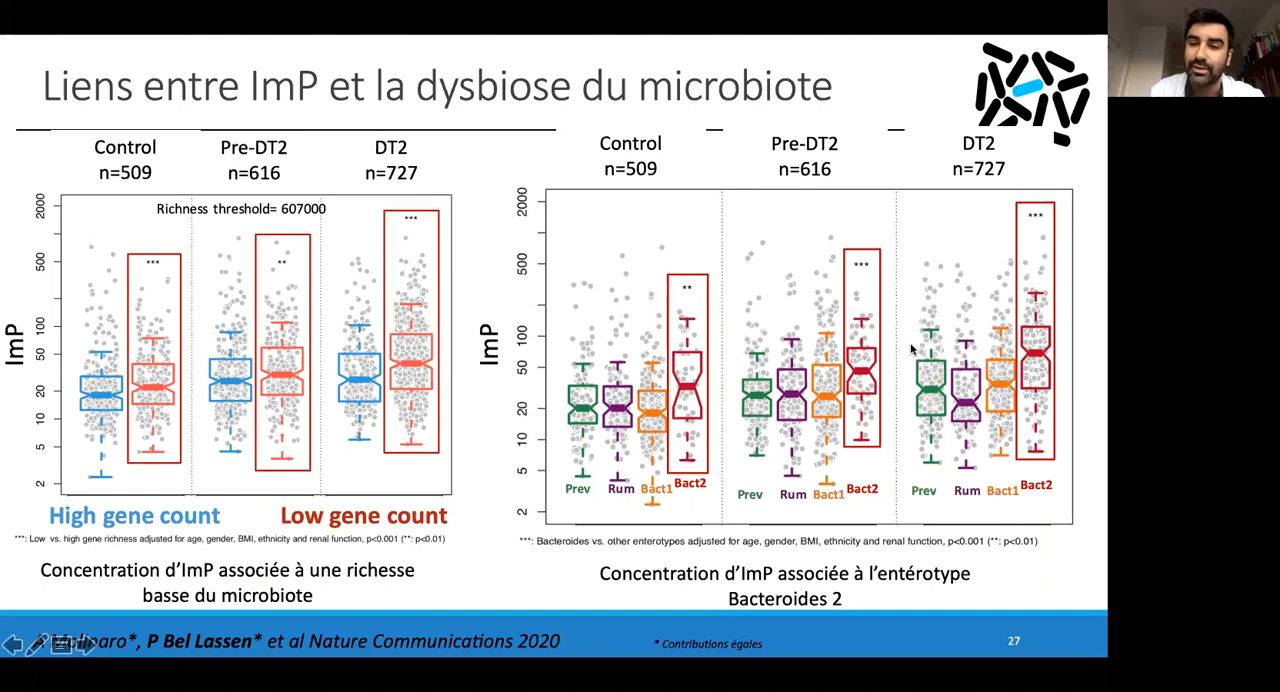 Liens entre ImP et la dysbiose du microbiote
Control
n=509
Pre-DT2
n=616
DT2
n=727
Richness threshold= 607000
ImP
2000
500
100
50
20
10
5
2
***
**
***
High gene count
Low gene count
***: Low vs. high gene richness adjusted for age, gender, BMI, ethnicity and renal function, p<0.001 (**: p<0.01)
Concentration d'ImP associée à une richesse
basse du microbiote
Control
n=509
Pre-DT2
n=616
DT2
n=727
ImP
2000
500
100
50
20
10
5
2
**
***
***
Prev
Rum
Bact1
Bact2
Prev
Rum
Bact1
Bact2
Prev
Rum
Bact1
Bact2
***: Bacteroides vs. other enterotypes adjusted for age, gender, BMI, ethnicity and renal function, p<0.001 (**: p<0.01)
Concentration d'ImP associée à l'entérotype
Bacteroides 2
Molinaro*, P Bel Lassen* et al Nature Communications 2020
* Contributions égales
27